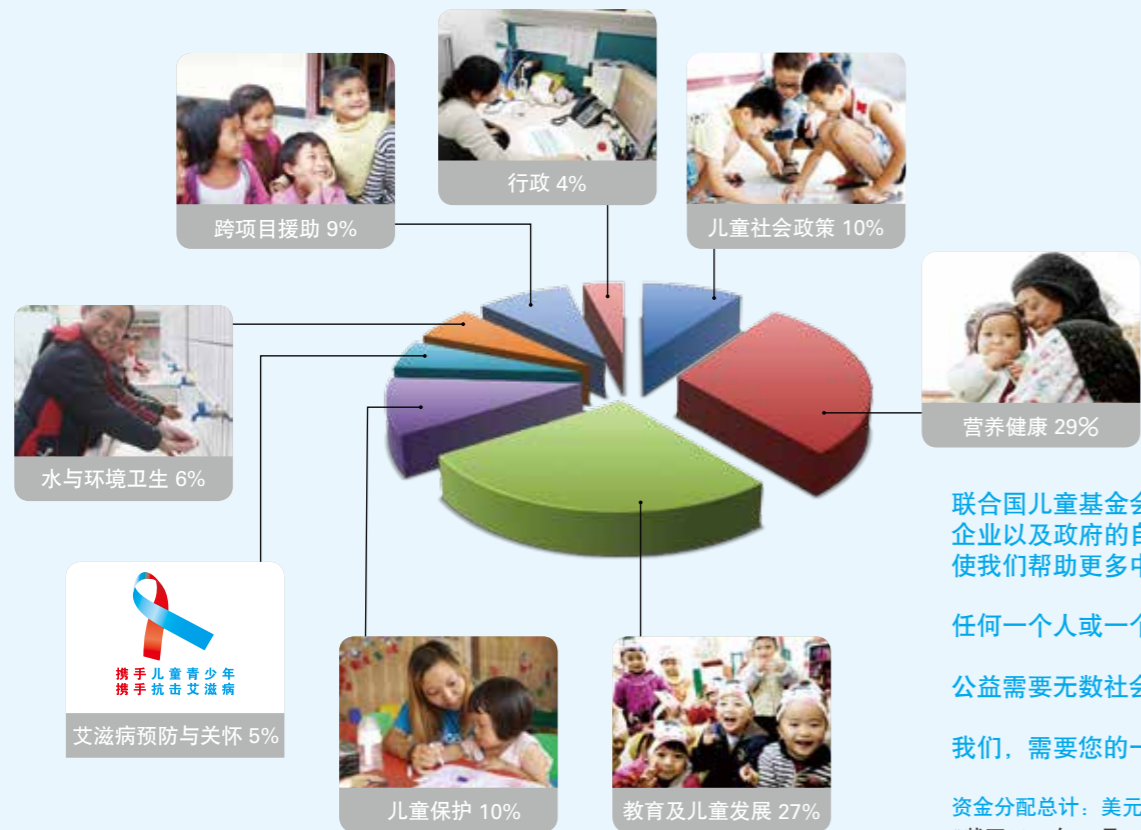 行政 4%
跨项目援助 9%
儿童社会政策 10%
营养健康 29%
水与环境卫生 6%
联合国儿童基金会
企业以及政府的自
使我们帮助更多中
任何一个人或一个
公益需要无数社会
我们，需要您的一
携手儿童青少年
携手抗击艾滋病
艾滋病预防与关怀 5%
儿童保护 10%
教育及儿童发展 27%
资金分配总计：美元